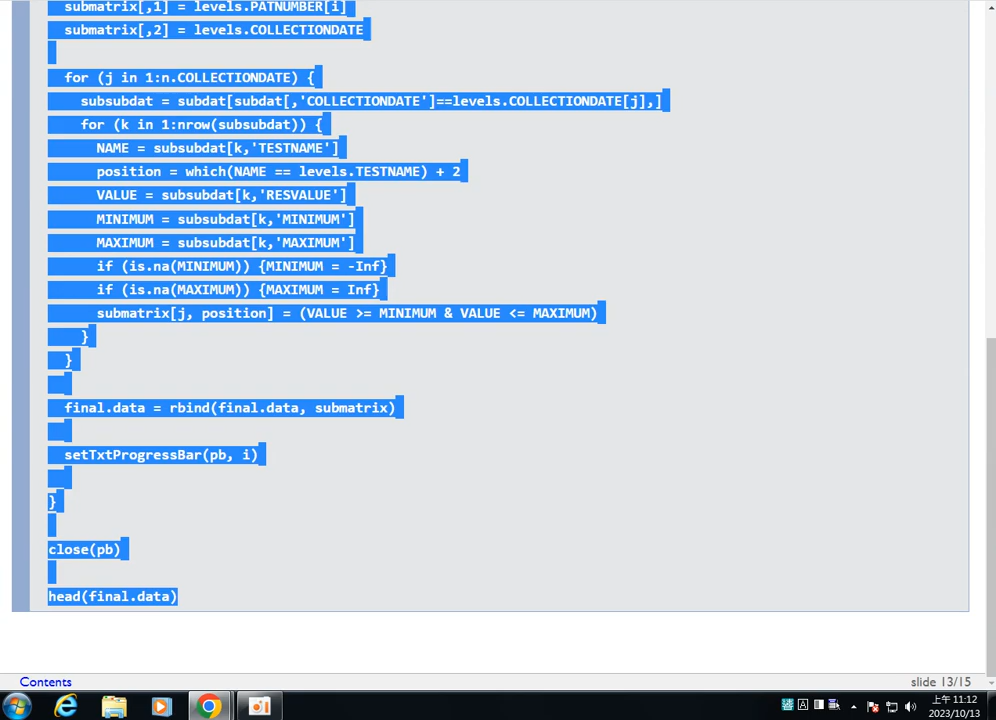 submatrix[,1] = levels.PATNUMBER[i]
submatrix[,2] = levels.COLLECTIONDATE
for (j in 1:n.COLLECTIONDATE) {
subsubdat = subdat[subdat[,'COLLECTIONDATE']==levels.COLLECTIONDATE[j],]
for (k in 1:nrow(subsubdat)) {
NAME = subsubdat[k,'TESTNAME']
position = which(NAME == levels.TESTNAME) + 2
VALUE = subsubdat[k,'RESVALUE']
MINIMUM = subsubdat[k,'MINIMUM']
MAXIMUM = subsubdat[k,'MAXIMUM']
if (is.na(MINIMUM)) {MINIMUM = -Inf}
if (is.na(MAXIMUM)) {MAXIMUM = Inf}
submatrix[j, position] = (VALUE >= MINIMUM & VALUE <= MAXIMUM)
}
}
final.data = rbind(final.data, submatrix)
setTxtProgressBar(pb, i)
}
close(pb)
head(final.data)
Contents
slide 13/15
上午 11:12
2023/10/13